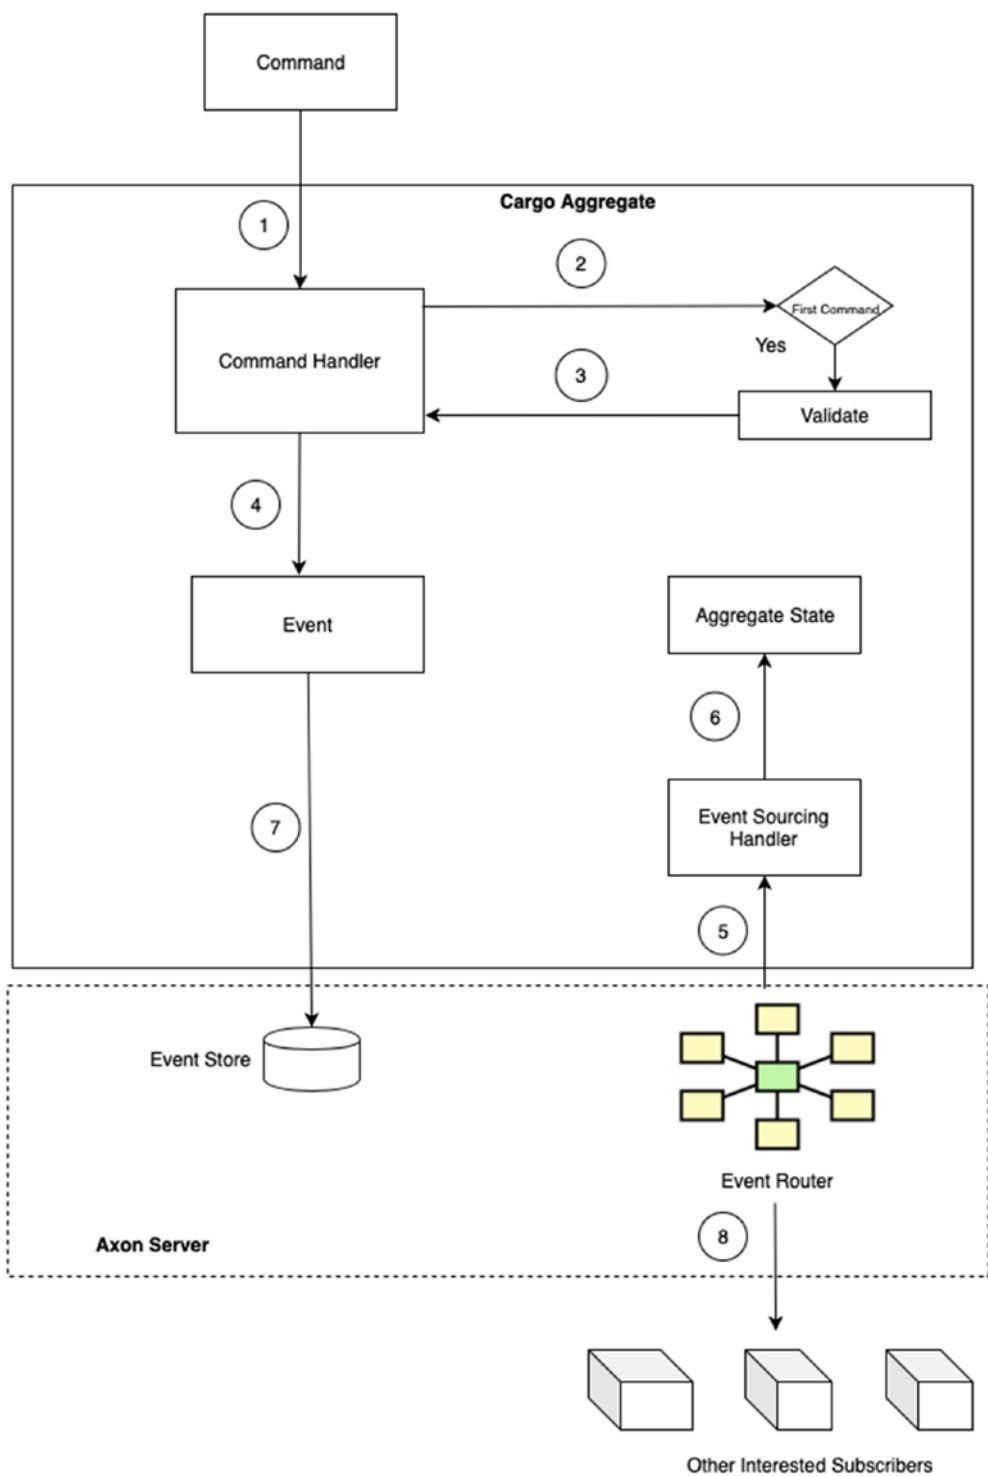 Command
Cargo Aggregate
1
2
First Command
Yes
Command Handler
3
Validate
4
Event
Aggregate State
6
Event Sourcing
Handler
7
5
Event Store
Event Router
8
Axon Server
Other Interested Subscribers